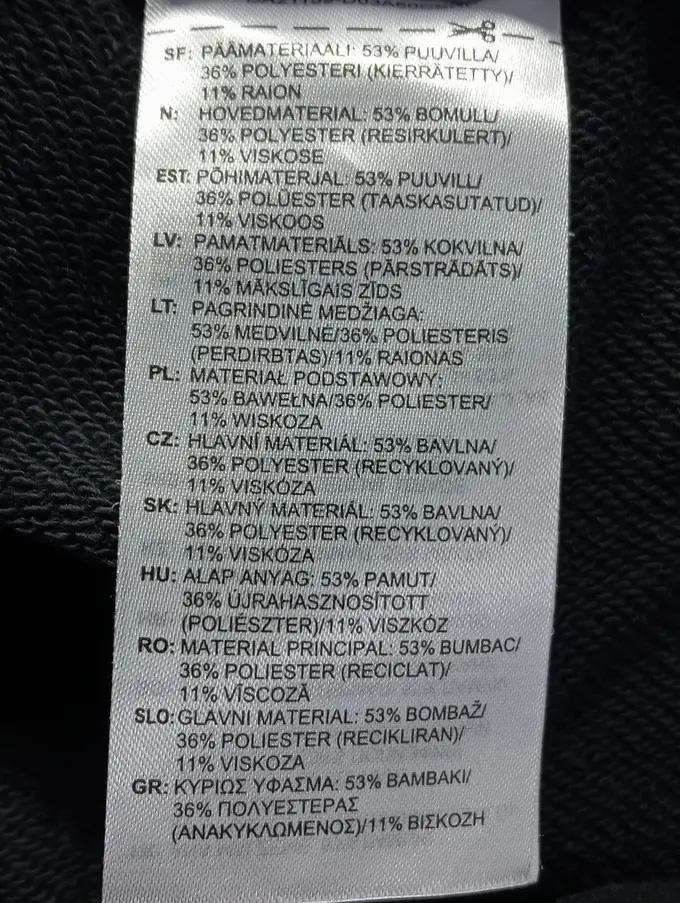 SF: PÄÄMATERIAALI: 53% PUUVILLA/
36% POLYESTERI (KIERRÄTETTY)/
11% RAION
N: HOVEDMATERIAL: 53% BOMULL/
36% POLYESTER (RESIRKULERT)/
11% VISKOSE
EST: PÕHIMATERJAL: 53% PUUVILL/
36% POLÜESTER (TAASKASUTATUD)/
11% VISKOOS
LV: PAMATMATERIĀLS: 53% KOKVILNA/
36% POLIESTERS (PĀRSTRĀDĀTS)/
11% MĀKSLĪGAIS ZĪDS
LT: PAGRINDINĖ MEDŽIAGA:
53% MEDVILNĖ/36% POLIESTERIS
(PERDIRBTAS)/11% RAIONAS
PL: MATERIAŁ PODSTAWOWY:
53% BAWEŁNA/36% POLIESTER/
11% WISKOZA
CZ: HLAVNÍ MATERIÁL: 53% BAVLNA/
36% POLYESTER (RECYKLOVANÝ)/
11% VISKÓZA
SK: HLAVNÝ MATERIÁL: 53% BAVLNA/
36% POLYESTER (RECYKLOVANÝ)/
11% VISKÓZA
HU: ALAP ANYAG: 53% PAMUT/
36% ÚJRAHASZNOSÍTOTT
(POLIÉSZTER)/11% VISZKÓZ
RO: MATERIAL PRINCIPAL: 53% BUMBAC/
36% POLIESTER (RECICLAT)/
11% VÎSCOZĂ
SLO: GLAVNI MATERIAL: 53% BOMBAŽ/
36% POLIESTER (RECIKLIRAN)/
11% VISKOZA
GR: ΚΥΡΙΩΣ ΥΦΑΣΜΑ: 53% ΒΑΜΒΑΚΙ/
36% ΠΟΛΥΕΣΤΕΡΑΣ
(ΑΝΑΚΥΚΛΩΜΕΝΟΣ)/11% ΒΙΣΚΟΖΗ